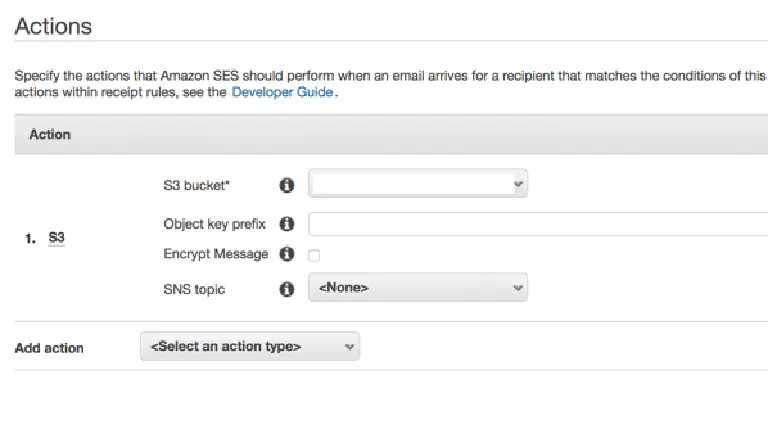 Actions
Specify the actions that Amazon SES should perform when an email arrives for a recipient that matches the conditions of this
actions within receipt rules, see the Developer Guide.
Action
S3 bucket*
Object key prefix
1. S3
Encrypt Message
SNS topic <None>
Add action <Select an action type>